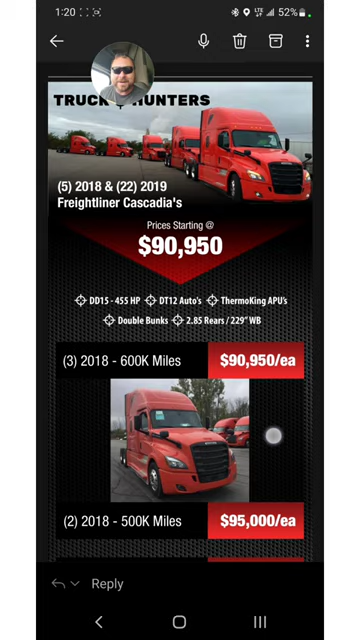 1:20
LTE
52%
TRUCK HUNTERS
(5) 2018 & (22) 2019
Freightliner Cascadia's
Prices Starting @
$90,950
DD15 - 455 HP DT12 Auto's ThermoKing APU's
Double Bunks 2.85 Rears / 229" WB
(3) 2018 - 600K Miles $90,950/ea
(2) 2018 - 500K Miles $95,000/ea
Reply